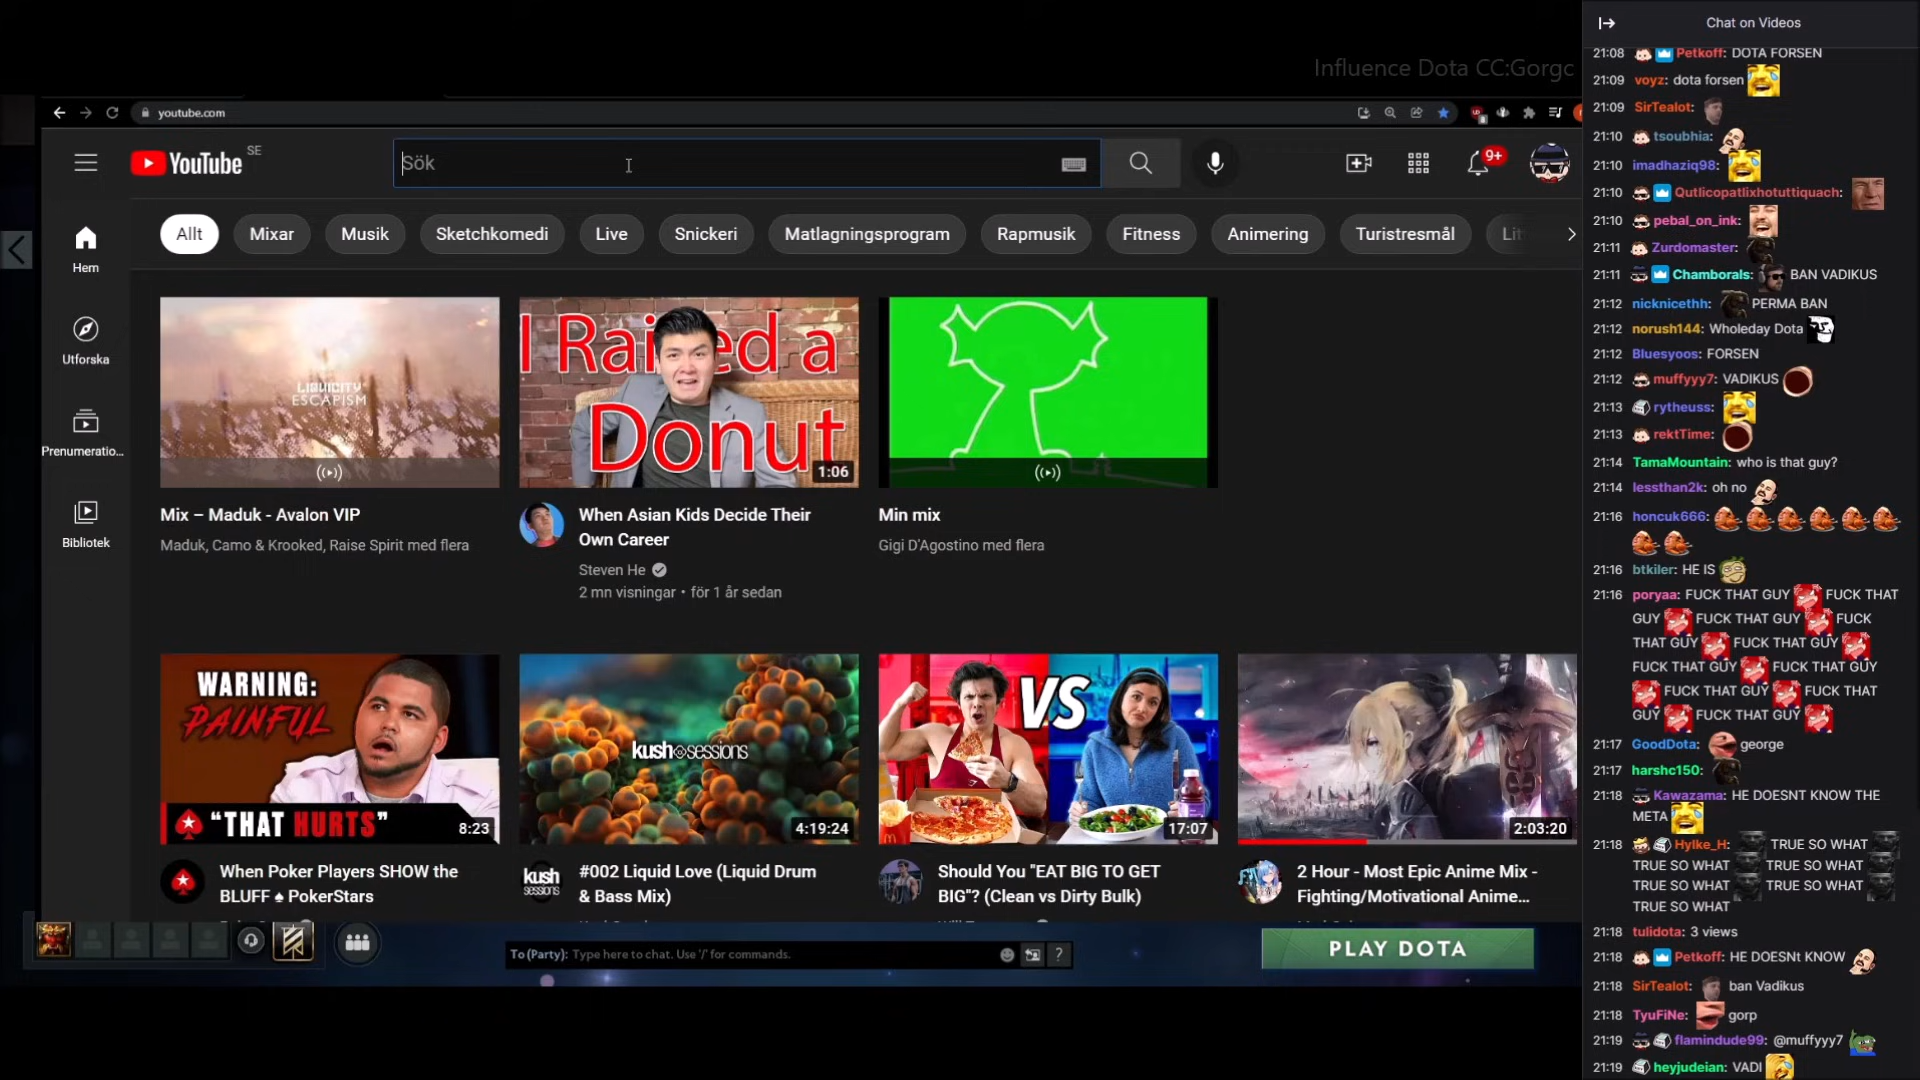 Influence Dota CC:Gorgc
youtube.com
YouTube SE
Sök
9+
Allt Mixar Musik Sketchkomedi Live Snickeri Matlagningsprogram Rapmusik Fitness Animering Turistresmål
Hem
Utforska
Prenumeratio...
Bibliotek
LIQUICITY
ESCAPISM
I Raised a
Donut
1:06
Mix – Maduk - Avalon VIP
Maduk, Camo & Krooked, Raise Spirit med flera
When Asian Kids Decide Their
Own Career
Steven He
2 mn visningar • för 1 år sedan
Min mix
Gigi D'Agostino med flera
WARNING:
PAINFUL
"THAT HURTS"
8:23
kush sessions
4:19:24
VS
17:07
2:03:20
When Poker Players SHOW the
BLUFF ♠ PokerStars
kush
sessions
#002 Liquid Love (Liquid Drum
& Bass Mix)
Should You "EAT BIG TO GET
BIG"? (Clean vs Dirty Bulk)
2 Hour - Most Epic Anime Mix -
Fighting/Motivational Anime...
To (Party): Type here to chat. Use '/' for commands.
?
PLAY DOTA
Chat on Videos
21:08 Petkoff: DOTA FORSEN
21:09 voyz: dota forsen
21:09 SirTealot:
21:10 tsoubhia:
21:10 imadhaziq98:
21:10 Qutlicopatlixhotuttiquach:
21:10 pebal_on_ink:
21:11 Zurdomaster:
21:11 Chamborals: BAN VADIKUS
21:12 nicknicethh: PERMA BAN
21:12 norush144: Wholeday Dota
21:12 Bluesyoos: FORSEN
21:12 muffyyy7: VADIKUS
21:13 rytheuss:
21:13 rektTime:
21:14 TamaMountain: who is that guy?
21:14 lessthan2k: oh no
21:16 honcuk666:
21:16 btkiler: HE IS
21:16 poryaa: FUCK THAT GUY FUCK THAT
GUY FUCK THAT GUY FUCK
THAT GUY FUCK THAT GUY
FUCK THAT GUY FUCK THAT GUY
FUCK THAT GUY FUCK THAT
GUY FUCK THAT GUY
21:17 GoodDota: george
21:17 harshc150:
21:18 Kawazama: HE DOESNT KNOW THE
META
21:18 Hylke_H: TRUE SO WHAT
TRUE SO WHAT TRUE SO WHAT
TRUE SO WHAT TRUE SO WHAT
TRUE SO WHAT
21:18 tulidota: 3 views
21:18 Petkoff: HE DOESNt KNOW
21:18 SirTealot: ban Vadikus
21:18 TyuFiNe: gorp
21:19 flamindude99: @muffyyy7
21:19 heyjudeian: VADI